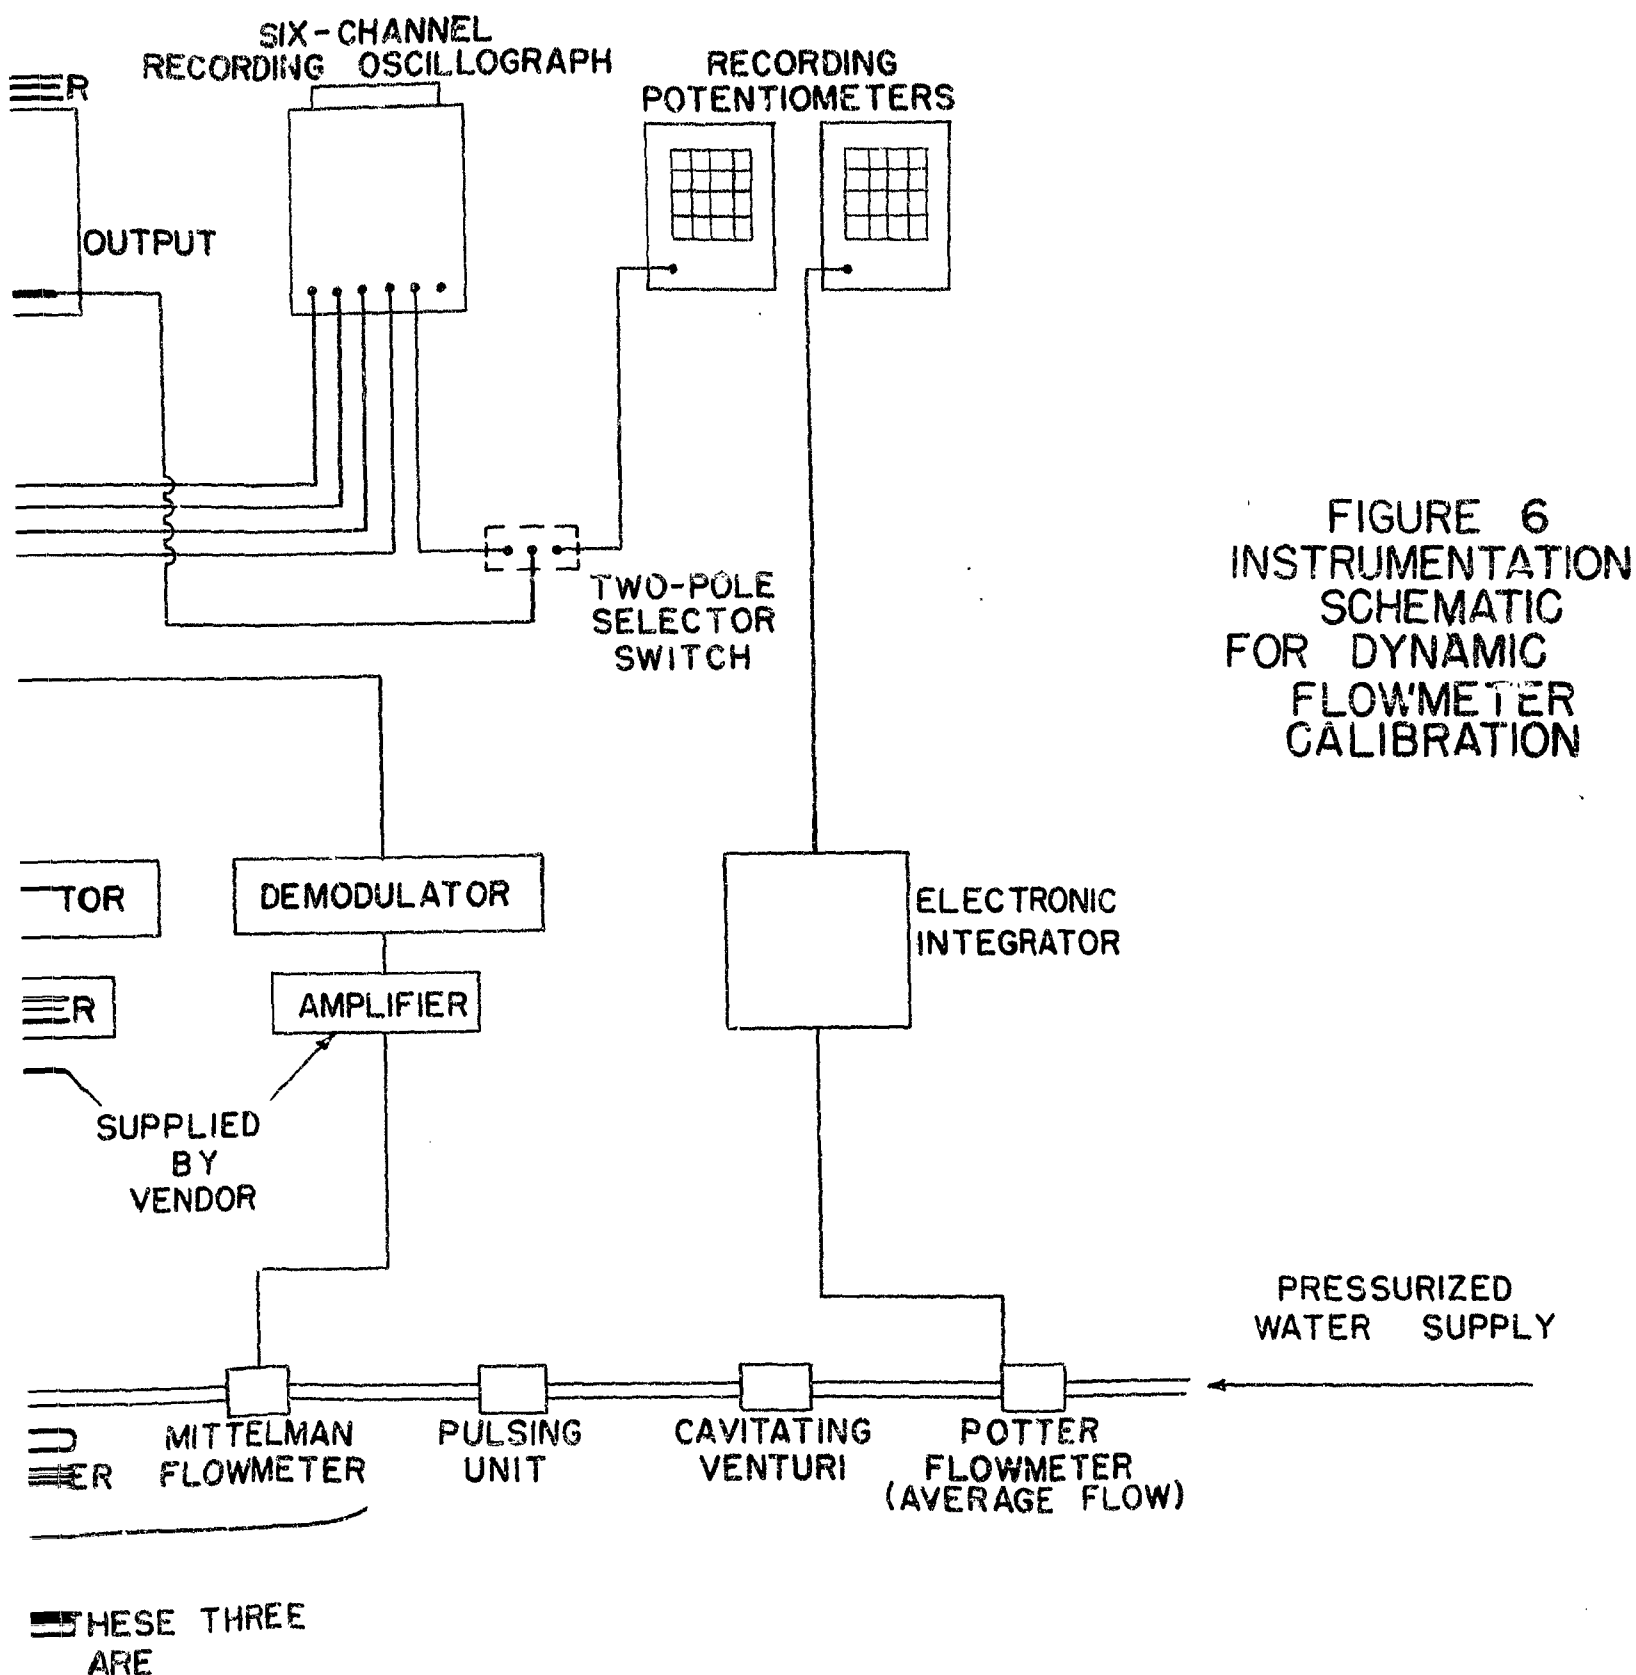 SIX-CHANNEL
RECORDING OSCILLOGRAPH
RECORDING
POTENTIOMETERS
OUTPUT
TWO-POLE
SELECTOR
SWITCH
FIGURE 6
INSTRUMENTATION
SCHEMATIC
FOR DYNAMIC
FLOWMETER
CALIBRATION
DEMODULATOR
AMPLIFIER
ELECTRONIC
INTEGRATOR
SUPPLIED
BY
VENDOR
PRESSURIZED
WATER SUPPLY
MITTELMAN
FLOWMETER
PULSING
UNIT
CAVITATING
VENTURI
POTTER
FLOWMETER
(AVERAGE FLOW)
THREE
ARE